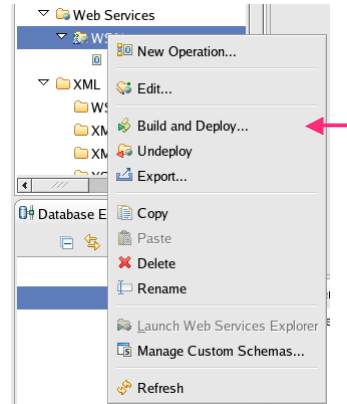 Web Services
New Operation...
XML
Edit...
Build and Deploy...
Undeploy
Export...
Database E
Copy
Paste
Delete
Rename
Launch Web Services Explorer
Manage Custom Schemas...
Refresh